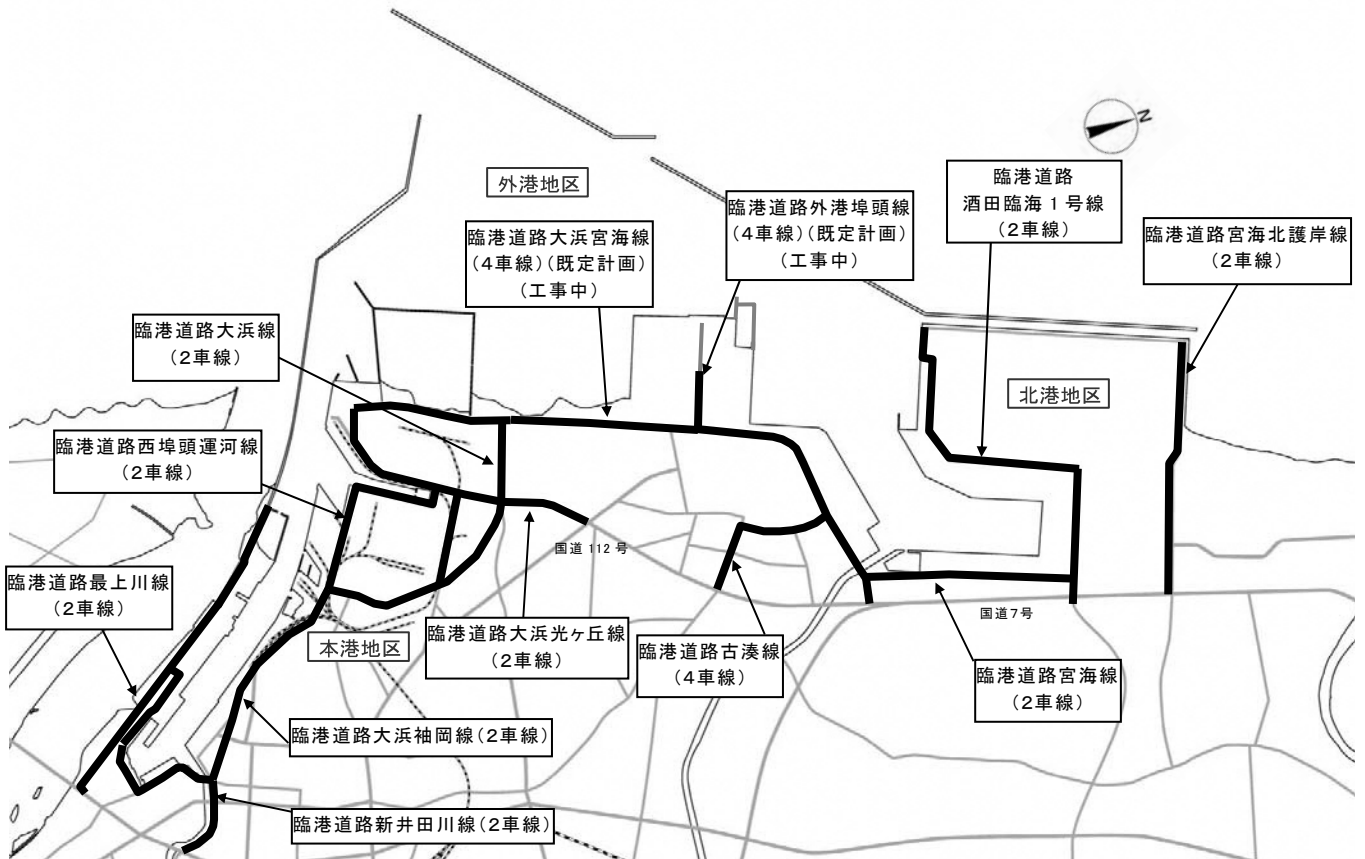 N
外港地区
臨港道路大浜宮海線
(4車線)(既定計画)
(工事中)
臨港道路外港埠頭線
(4車線)(既定計画)
(工事中)
臨港道路
酒田臨海1号線
(2車線)
臨港道路宮海北護岸線
(2車線)
臨港道路大浜線
(2車線)
北港地区
臨港道路西埠頭運河線
(2車線)
国道112号
臨港道路最上川線
(2車線)
本港地区
臨港道路大浜光ヶ丘線
(2車線)
臨港道路古湊線
(4車線)
国道7号
臨港道路宮海線
(2車線)
臨港道路大浜袖岡線(2車線)
臨港道路新井田川線(2車線)